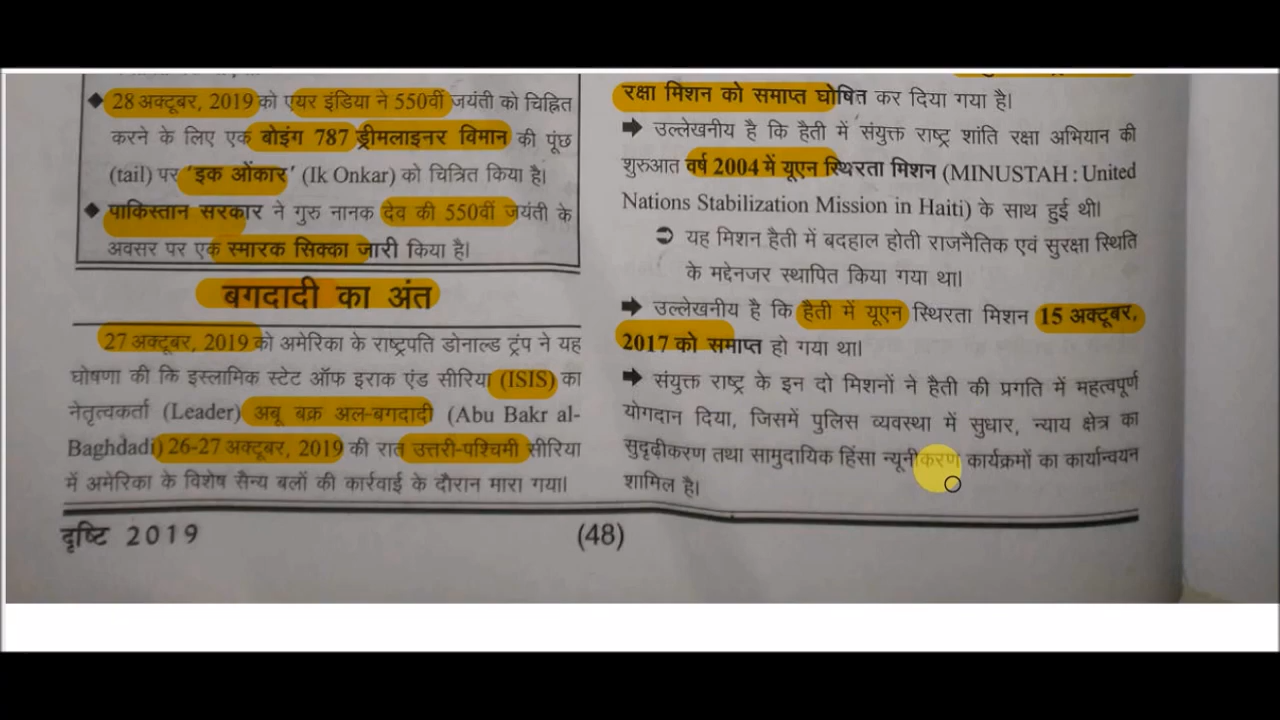 28 अक्टूबर, 2019 को एयर इंडिया ने 550वीं जयंती को चिह्नित
करने के लिए एक बोइंग 787 ड्रीमलाइनर विमान की पूंछ
(tail) पर 'इक ओंकार' (Ik Onkar) को चित्रित किया है।
पाकिस्तान सरकार ने गुरु नानक देव की 550वीं जयंती के
अवसर पर एक स्मारक सिक्का जारी किया है।
बगदादी का अंत
27 अक्टूबर, 2019 को अमेरिका के राष्ट्रपति डोनाल्ड ट्रंप ने यह
घोषणा की कि इस्लामिक स्टेट ऑफ इराक एंड सीरिया (ISIS) का
नेतृत्वकर्ता (Leader) अबू बक्र अल-बगदादी (Abu Bakr al-
Baghdadi) 26-27 अक्टूबर, 2019 की रात उत्तरी-पश्चिमी सीरिया
में अमेरिका के विशेष सैन्य बलों की कार्रवाई के दौरान मारा गया।
रक्षा मिशन को समाप्त घोषित कर दिया गया है।
➡ उल्लेखनीय है कि हैती में संयुक्त राष्ट्र शांति रक्षा अभियान की
शुरुआत वर्ष 2004 में यूएन स्थिरता मिशन (MINUSTAH : United
Nations Stabilization Mission in Haiti) के साथ हुई थी।
➲ यह मिशन हैती में बदहाल होती राजनैतिक एवं सुरक्षा स्थिति
के मद्देनजर स्थापित किया गया था।
➡ उल्लेखनीय है कि हैती में यूएन स्थिरता मिशन 15 अक्टूबर,
2017 को समाप्त हो गया था।
➡ संयुक्त राष्ट्र के इन दो मिशनों ने हैती की प्रगति में महत्वपूर्ण
योगदान दिया, जिसमें पुलिस व्यवस्था में सुधार, न्याय क्षेत्र का
सुदृढ़ीकरण तथा सामुदायिक हिंसा न्यूनीकरण कार्यक्रमों का कार्यान्वयन
शामिल है।
दृष्टि 2019
(48)